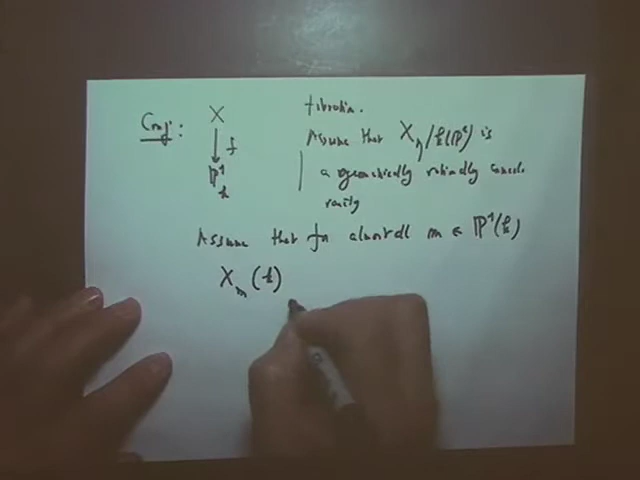 Conj: X fibration.
↓ f Assume that X_η / k(P^1) is
P^1_k a geometrically rationally connected
variety
Assume that for almost all m ∈ P^1(k)
X_m(k)